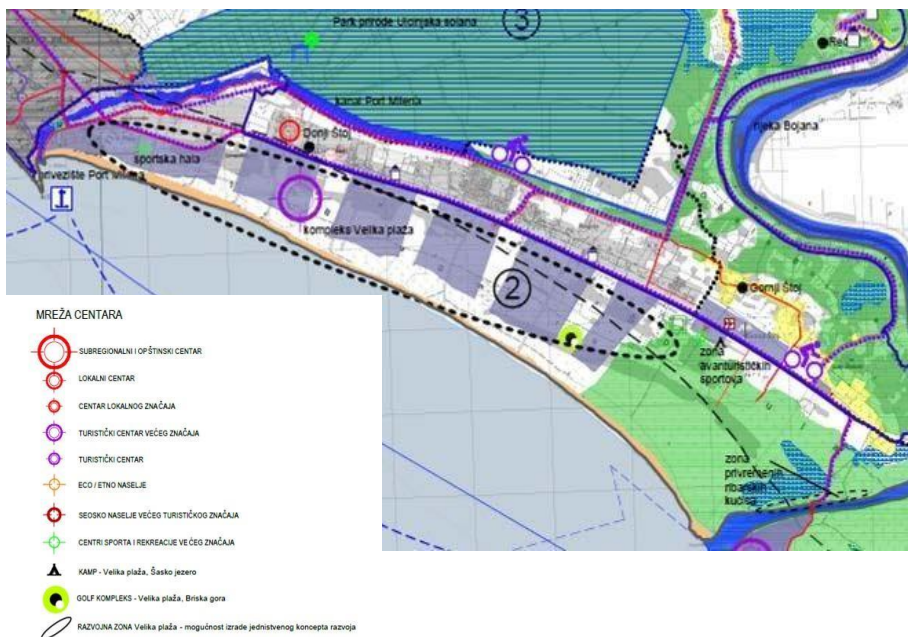 Park prirode Ulcinjska solana
3
Reč
kanal Port Milena
rijeka Bojana
Donji Štoj
sportska hala
privezište Port Milena
kompleks Velika plaža
2
Gornji Štoj
zona
avanturističkih
sportova
zona
privremenih
ribarskih
kućica
MREŽA CENTARA
SUBREGIONALNI I OPŠTINSKI CENTAR
LOKALNI CENTAR
CENTAR LOKALNOG ZNAČAJA
TURISTIČKI CENTAR VEĆEG ZNAČAJA
TURISTIČKI CENTAR
ECO / ETNO NASELJE
SEOSKO NASELJE VEĆEG TURISTIČKOG ZNAČAJA
CENTRI SPORTA I REKREACIJE VEĆEG ZNAČAJA
KAMP - Velika plaža, Šasko jezero
GOLF KOMPLEKS - Velika plaža, Briska gora
RAZVOJNA ZONA Velika plaža - mogućnost izrade jednistvenog koncepta razvoja